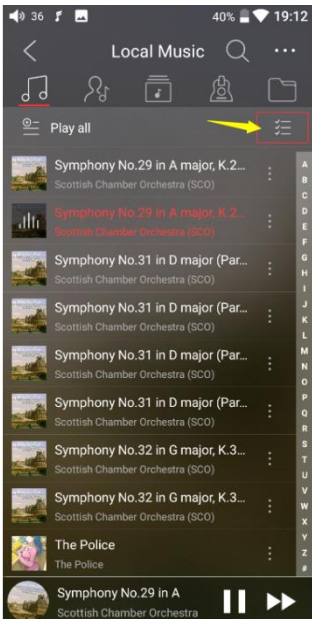 36 40% 19:12
Local Music
Play all
Symphony No.29 in A major, K.2...
Scottish Chamber Orchestra (SCO)
Symphony No.29 in A major, K.2...
Scottish Chamber Orchestra (SCO)
Symphony No.31 in D major (Par...
Scottish Chamber Orchestra (SCO)
Symphony No.31 in D major (Par...
Scottish Chamber Orchestra (SCO)
Symphony No.31 in D major (Par...
Scottish Chamber Orchestra (SCO)
Symphony No.31 in D major (Par...
Scottish Chamber Orchestra (SCO)
Symphony No.32 in G major, K.3...
Scottish Chamber Orchestra (SCO)
Symphony No.32 in G major, K.3...
Scottish Chamber Orchestra (SCO)
The Police
The Police
A
B
C
D
E
F
G
H
I
J
K
L
M
N
O
P
Q
R
S
T
U
V
W
X
Y
Z
#
Symphony No.29 in A
Scottish Chamber Orchestra